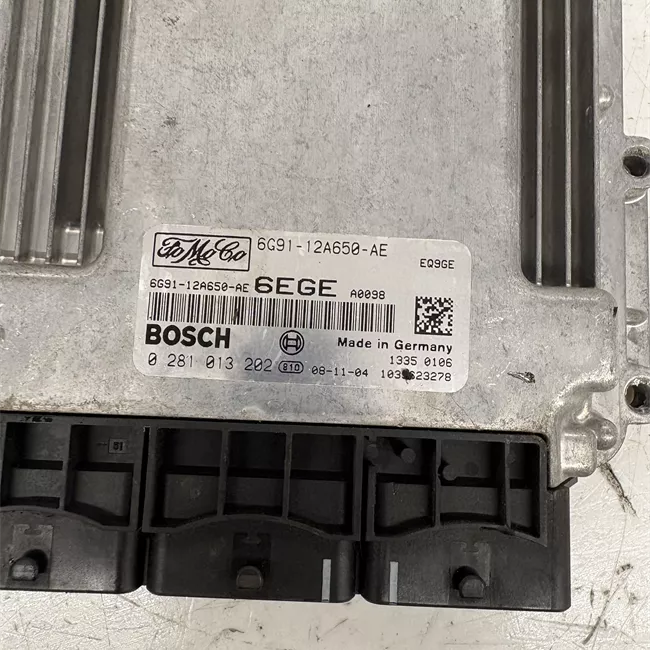 FoMoCo 6G91-12A650-AE
EQ9GE
6G91-12A650-AE 6EGE A0098
BOSCH Made in Germany
1335 0106
0 281 013 202 810 08-11-04